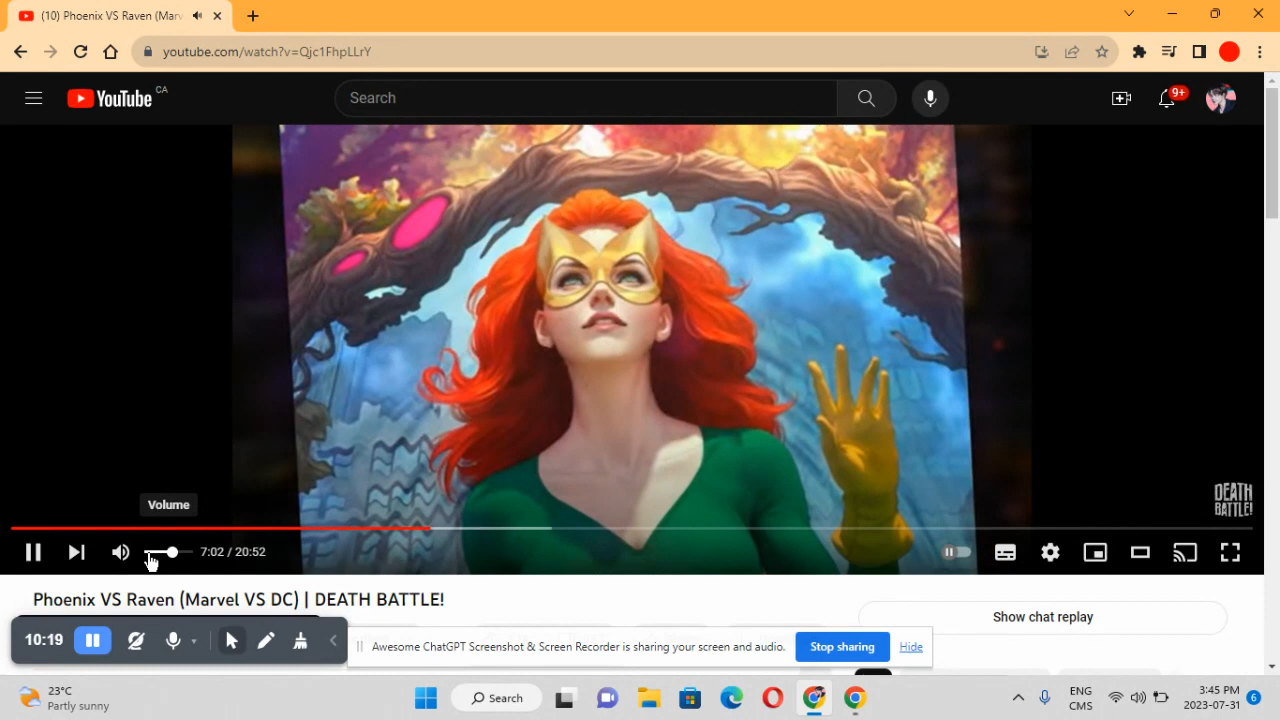 (10) Phoenix VS Raven (Marv
youtube.com/watch?v=Qjc1FhpLLrY
YouTube CA
Search
9+
DEATH BATTLE!
Volume
7:02 / 20:52
Phoenix VS Raven (Marvel VS DC) | DEATH BATTLE!
Show chat replay
10:19
Awesome ChatGPT Screenshot & Screen Recorder is sharing your screen and audio.
Stop sharing
Hide
23°C
Partly sunny
Search
ENG
CMS
3:45 PM
2023-07-31
6